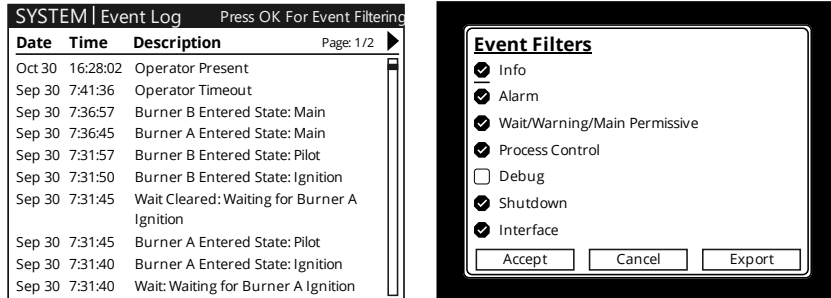 SYSTEM | Event Log Press OK For Event Filtering
Date Time Description Page: 1/2
Oct 30 16:28:02 Operator Present
Sep 30 7:41:36 Operator Timeout
Sep 30 7:36:57 Burner B Entered State: Main
Sep 30 7:36:45 Burner A Entered State: Main
Sep 30 7:31:57 Burner B Entered State: Pilot
Sep 30 7:31:50 Burner B Entered State: Ignition
Sep 30 7:31:45 Wait Cleared: Waiting for Burner A
Ignition
Sep 30 7:31:45 Burner A Entered State: Pilot
Sep 30 7:31:40 Burner A Entered State: Ignition
Sep 30 7:31:40 Wait: Waiting for Burner A Ignition
Event Filters
Info
Alarm
Wait/Warning/Main Permissive
Process Control
Debug
Shutdown
Interface
Accept Cancel Export